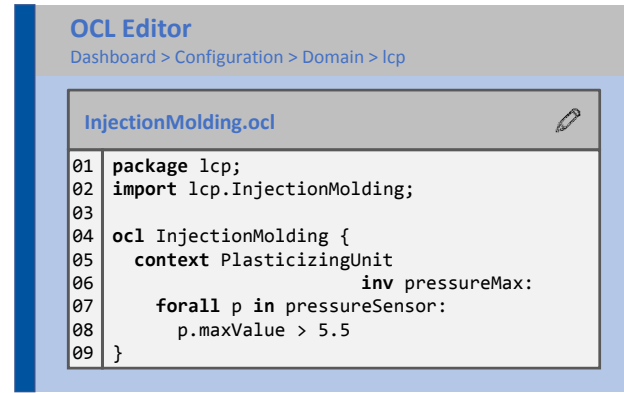 OCL Editor
Dashboard > Configuration > Domain > lcp
InjectionMolding.ocl
01 package lcp;
02 import lcp.InjectionMolding;
03
04 ocl InjectionMolding {
05   context PlasticizingUnit
06                        inv pressureMax:
07     forall p in pressureSensor:
08       p.maxValue > 5.5
09 }